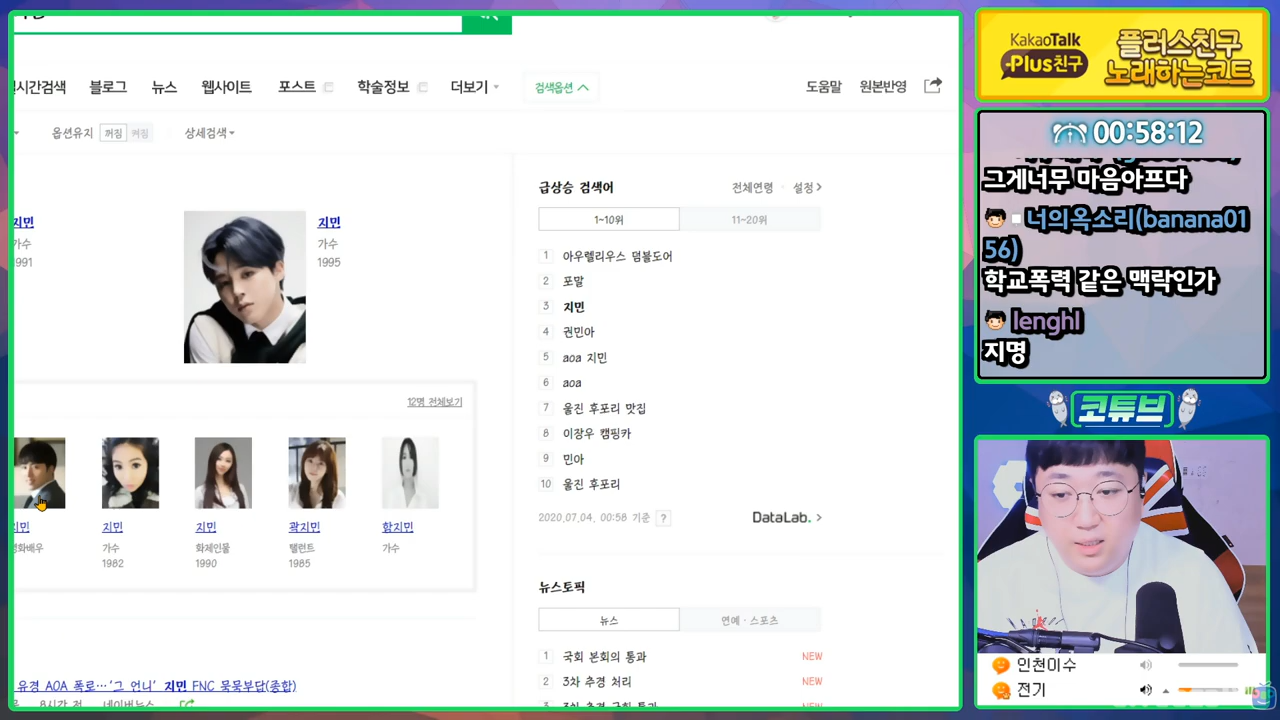 실시간검색 블로그 뉴스 웹사이트 포스트 학술정보 더보기 검색옵션 도움말 원본반영
옵션유지 꺼짐 켜짐 상세검색
지민
가수
1991
지민
가수
1995
12명 전체보기
지민
영화배우
지민
가수
1982
지민
화제인물
1990
곽지민
탤런트
1985
함지민
가수
유경 AOA 폭로…'그 언니' 지민 FNC 묵묵부답(종합)
8시간 전 네이버뉴스
급상승 검색어 전체연령 설정
1~10위 11~20위
1 아우렐리우스 덤블도어
2 포말
3 지민
4 권민아
5 aoa 지민
6 aoa
7 울진 후포리 맛집
8 이장우 캠핑카
9 민아
10 울진 후포리
2020.07.04. 00:58 기준 ? DataLab.
뉴스토픽
뉴스 연예·스포츠
1 국회 본회의 통과 NEW
2 3차 추경 처리 NEW
KakaoTalk
Plus친구
플러스친구
노래하는코트
00:58:12
그게너무 마음아프다
너의옥소리(banana01
56)
학교폭력 같은 맥락인가
lenghl
지명
코튜브
인천이수
전기